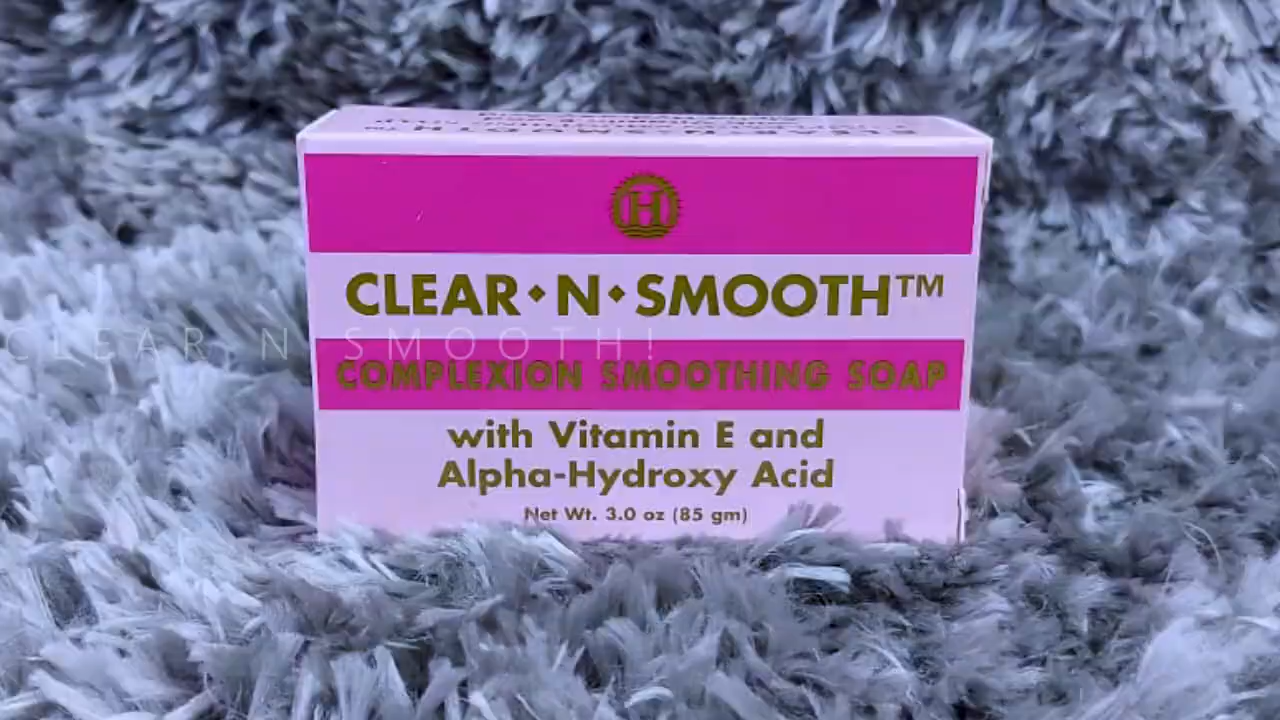 H
CLEAR•N•SMOOTH™
CLEAR N SMOOTH!
COMPLEXION SMOOTHING SOAP
with Vitamin E and
Alpha-Hydroxy Acid
Net Wt. 3.0 oz (85 gm)